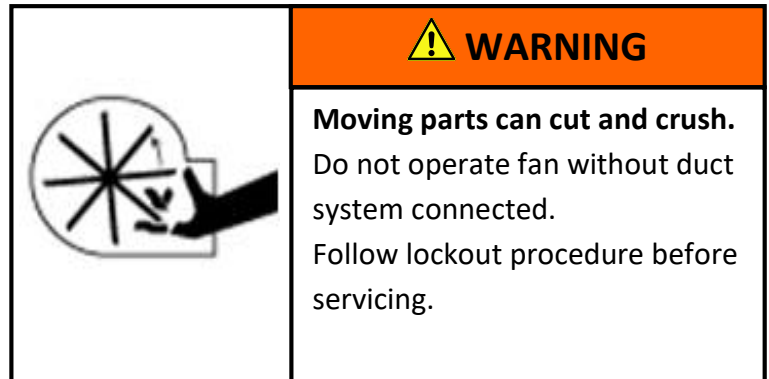 WARNING
Moving parts can cut and crush.
Do not operate fan without duct
system connected.
Follow lockout procedure before
servicing.